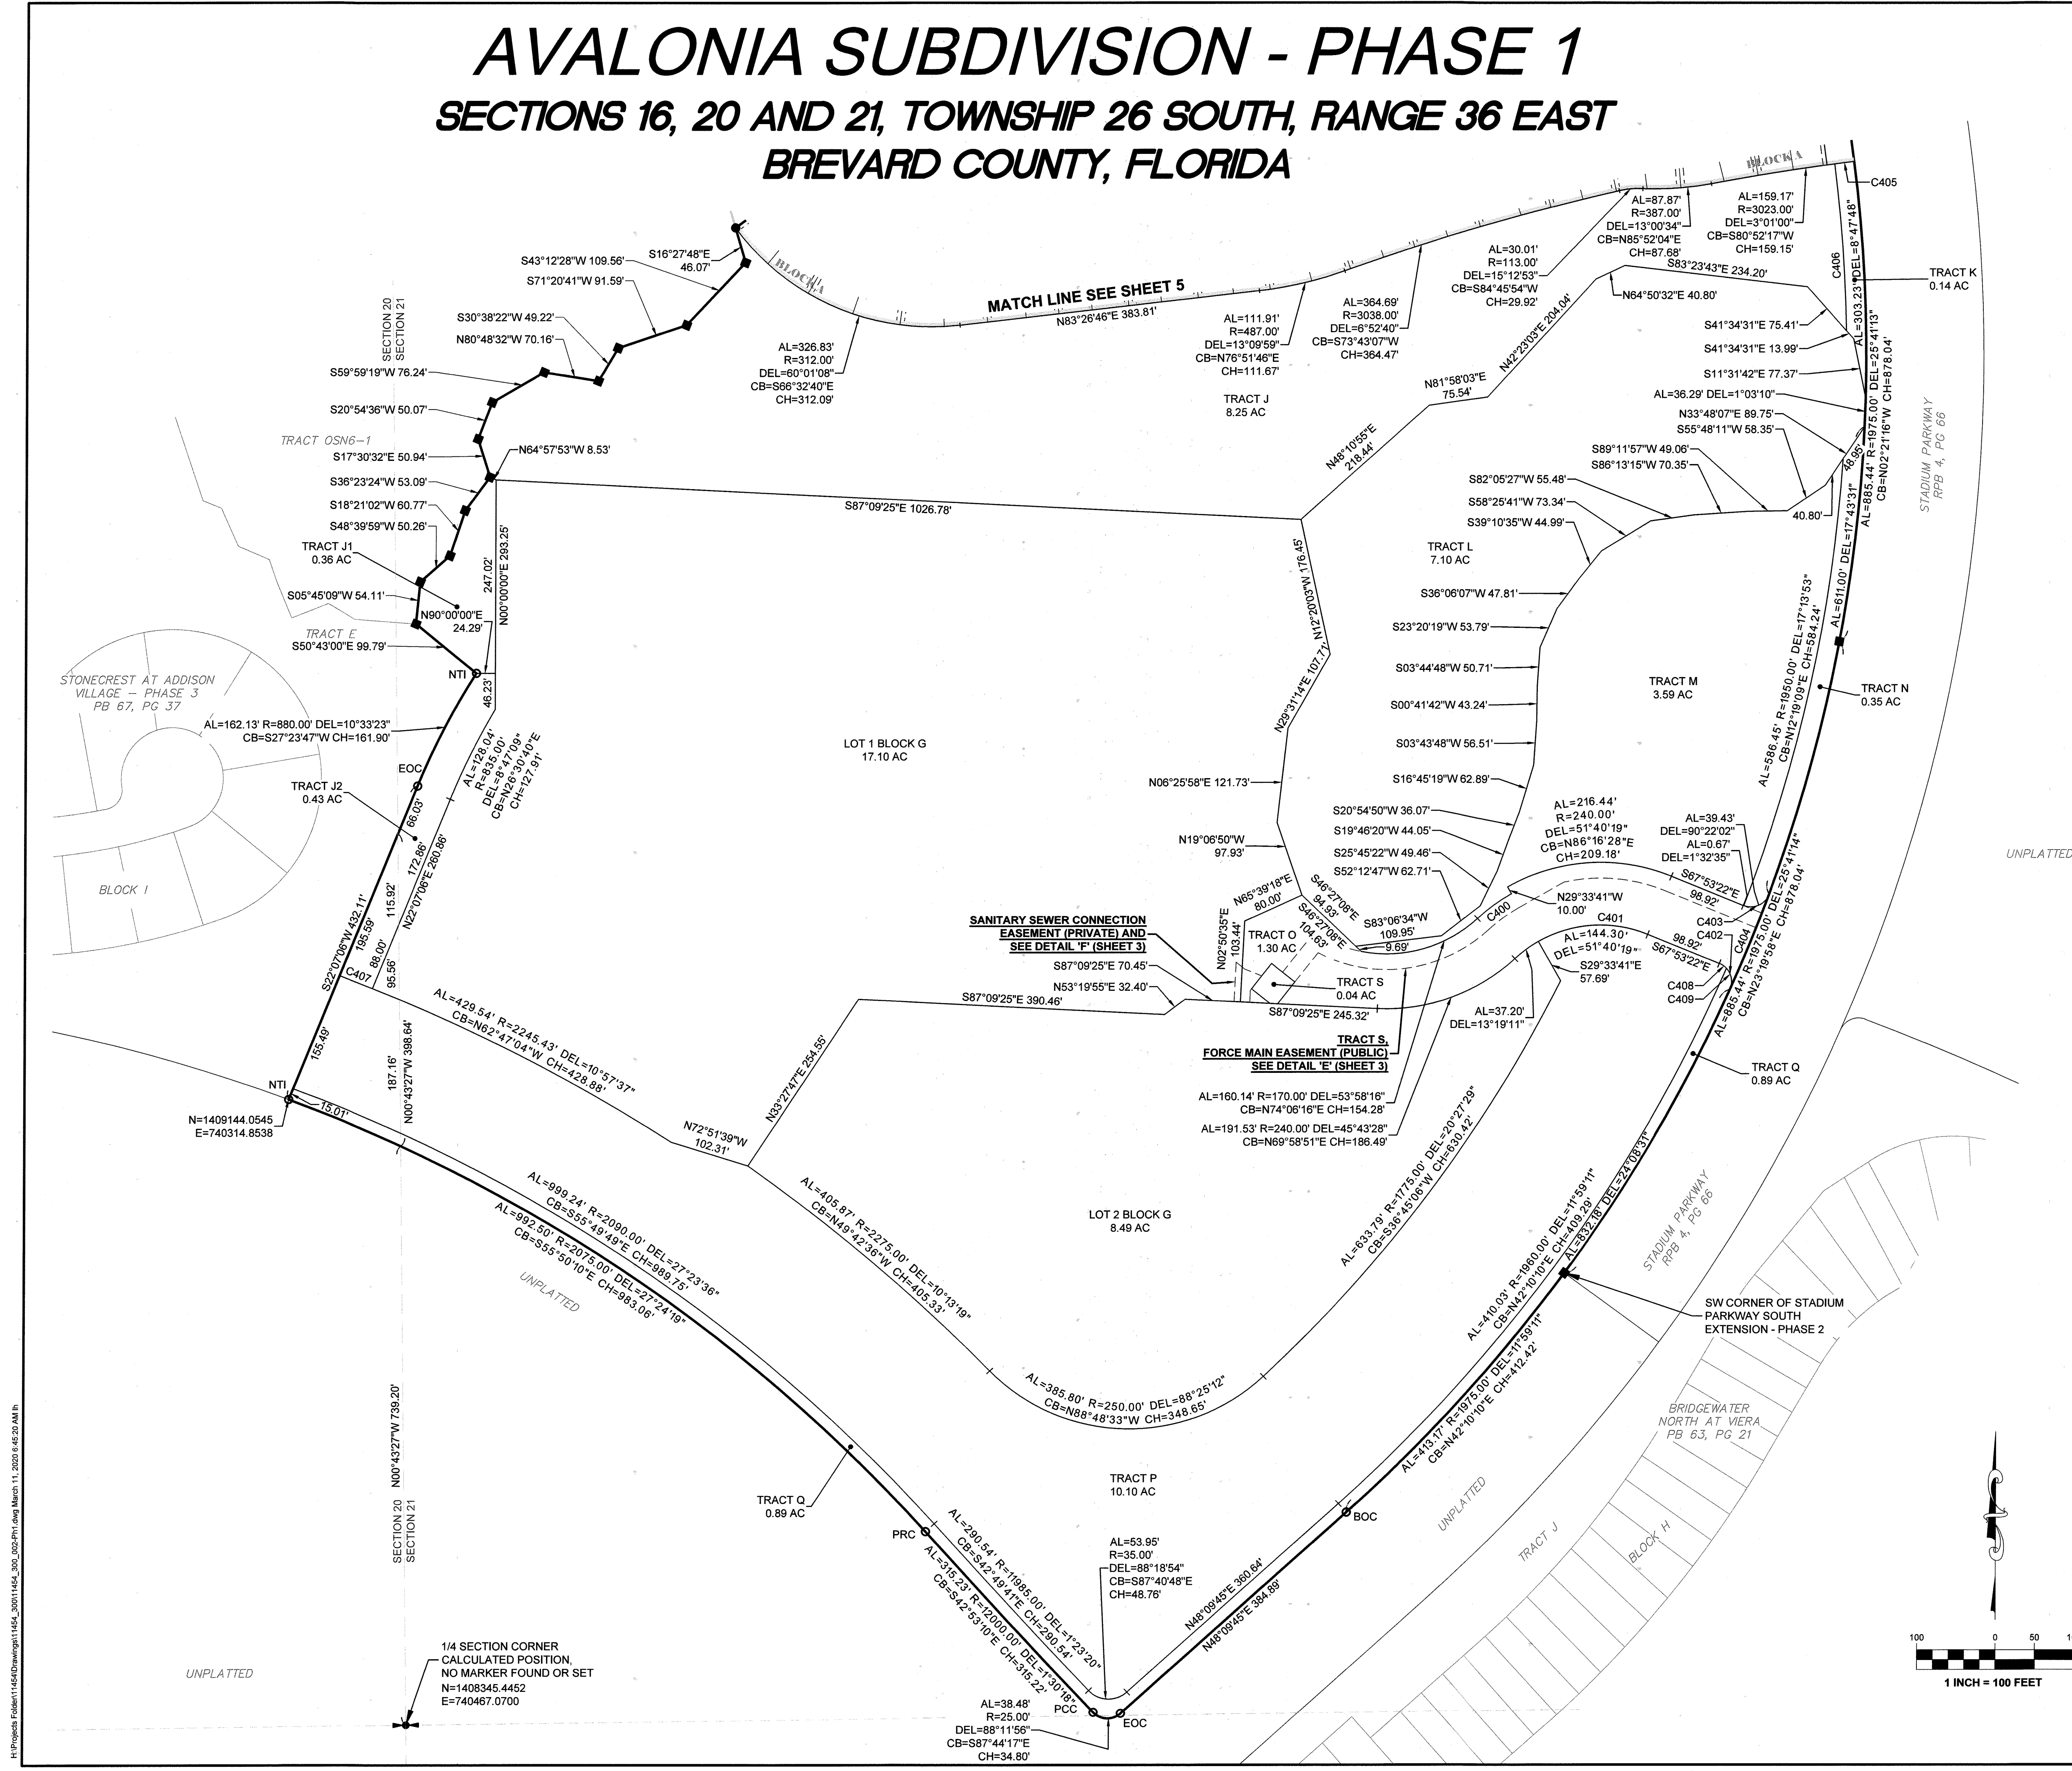 AVALONIA SUBDIVISION - PHASE 1
SECTIONS 16, 20 AND 21, TOWNSHIP 26 SOUTH, RANGE 36 EAST
BREVARD COUNTY, FLORIDA
BLOCK A
C405
AL=87.87'
R=387.00'
DEL=13°00'34"
CB=N85°52'04"E
CH=87.68'
AL=159.17'
R=3023.00'
DEL=3°01'00"
CB=S80°52'17"W
CH=159.15'
AL=303.23' DEL=8°47'48"
C406
TRACT K
0.14 AC
S16°27'48"E
46.07'
S43°12'28"W 109.56'
S71°20'41"W 91.59'
S30°38'22"W 49.22'
N80°48'32"W 70.16'
S59°59'19"W 76.24'
S20°54'36"W 50.07'
TRACT OSN6-1
S17°30'32"E 50.94'
N64°57'53"W 8.53'
S36°23'24"W 53.09'
S18°21'02"W 60.77'
S48°39'59"W 50.26'
TRACT J1
0.36 AC
S05°45'09"W 54.11'
TRACT E
S50°43'00"E 99.79'
SECTION 20
SECTION 21
BLOCK A
MATCH LINE SEE SHEET 5
N83°26'46"E 383.81'
AL=326.83'
R=312.00'
DEL=60°01'08"
CB=S66°32'40"E
CH=312.09'
AL=111.91'
R=487.00'
DEL=13°09'59"
CB=N76°51'46"E
CH=111.67'
AL=364.69'
R=3038.00'
DEL=6°52'40"
CB=S73°43'07"W
CH=364.47'
AL=30.01'
R=113.00'
DEL=15°12'53"
CB=S84°45'54"W
CH=29.92'
TRACT J
8.25 AC
S83°23'43"E 234.20'
N64°50'32"E 40.80'
N42°23'03"E 204.04'
N81°58'03"E
75.54'
N48°10'55"E
218.44'
S41°34'31"E 75.41'
S41°34'31"E 13.99'
S11°31'42"E 77.37'
AL=36.29' DEL=1°03'10"
N33°48'07"E 89.75'
S55°48'11"W 58.35'
S89°11'57"W 49.06'
S86°13'15"W 70.35'
S82°05'27"W 55.48'
S58°25'41"W 73.34'
S39°10'35"W 44.99'
48.95'
40.80'
AL=885.44' R=1975.00' DEL=25°41'13"
CB=N02°21'16"W CH=878.04'
STADIUM PARKWAY
RPB 4, PG 66
S87°09'25"E 1026.78'
247.02'
N00°00'00"E 293.25'
N90°00'00"E
24.29'
NTI
46.23'
TRACT L
7.10 AC
N12°20'03"W 176.45'
N29°31'14"E 107.71'
S36°06'07"W 47.81'
S23°20'19"W 53.79'
S03°44'48"W 50.71'
S00°41'42"W 43.24'
S03°43'48"W 56.51'
S16°45'19"W 62.89'
S20°54'50"W 36.07'
S19°46'20"W 44.05'
S25°45'22"W 49.46'
S52°12'47"W 62.71'
TRACT M
3.59 AC
AL=611.00' DEL=17°43'31"
AL=586.45' R=1950.00' DEL=17°13'53"
CB=N12°19'09"E CH=584.24'
TRACT N
0.35 AC
STONECREST AT ADDISON
VILLAGE – PHASE 3
PB 67, PG 37
AL=162.13' R=880.00' DEL=10°33'23"
CB=S27°23'47"W CH=161.90'
EOC
TRACT J2
0.43 AC
66.03'
AL=128.04'
R=835.00'
DEL=8°47'09"
CB=N26°30'40"E
CH=127.91'
172.86'
N22°07'06"E 260.86'
115.92'
88.00'
BLOCK I
S22°07'06"W 432.11'
195.59'
C407
95.56'
155.49'
LOT 1 BLOCK G
17.10 AC
N06°25'58"E 121.73'
N19°06'50"W
97.93'
N65°39'18"E
80.00'
S46°27'08"E
94.93'
S46°27'08"E
104.63'
S83°06'34"W
109.95'
9.69'
C400
AL=216.44'
R=240.00'
DEL=51°40'19"
CB=N86°16'28"E
CH=209.18'
AL=39.43'
DEL=90°22'02"
AL=0.67'
DEL=1°32'35"
S67°53'22"E
98.92'
N29°33'41"W
10.00'
C401
AL=144.30'
DEL=51°40'19"
98.92'
S67°53'22"E
C403
C402
C404
C408
C409
S29°33'41"E
57.69'
AL=885.44' R=1975.00' DEL=25°41'14"
CB=N23°19'58"E CH=878.04'
UNPLATTED
SANITARY SEWER CONNECTION
EASEMENT (PRIVATE) AND
SEE DETAIL 'F' (SHEET 3)
N02°50'35"E
103.44'
TRACT O
1.30 AC
S87°09'25"E 70.45'
N53°19'55"E 32.40'
S87°09'25"E 390.46'
TRACT S
0.04 AC
S87°09'25"E 245.32'
AL=37.20'
DEL=13°19'11"
TRACT S,
FORCE MAIN EASEMENT (PUBLIC)
SEE DETAIL 'E' (SHEET 3)
AL=160.14' R=170.00' DEL=53°58'16"
CB=N74°06'16"E CH=154.28'
AL=191.53' R=240.00' DEL=45°43'28"
CB=N69°58'51"E CH=186.49'
TRACT Q
0.89 AC
AL=429.54' R=2245.43' DEL=10°57'37"
CB=N62°47'04"W CH=428.88'
187.16'
N00°43'27"W 398.64'
NTI
15.01'
N=1409144.0545
E=740314.8538
N33°27'47"E 254.55'
N72°51'39"W
102.31'
AL=999.24' R=2090.00' DEL=27°23'36"
CB=S55°49'49"E CH=989.75'
AL=992.50' R=2075.00' DEL=27°24'19"
CB=S55°50'10"E CH=983.06'
UNPLATTED
AL=405.87' R=2275.00' DEL=10°13'19"
CB=N49°42'36"W CH=405.33'
LOT 2 BLOCK G
8.49 AC
AL=633.79' R=1775.00' DEL=20°27'29"
CB=S36°45'06"W CH=630.42'
AL=385.80' R=250.00' DEL=88°25'12"
CB=N88°48'33"W CH=348.65'
AL=832.18' DEL=24°08'31"
AL=410.03' R=1960.00' DEL=11°59'11"
CB=N42°10'10"E CH=409.29'
AL=413.17' R=1975.00' DEL=11°59'11"
CB=N42°10'10"E CH=412.42'
STADIUM PARKWAY
RPB 4, PG 66
SW CORNER OF STADIUM
PARKWAY SOUTH
EXTENSION - PHASE 2
BRIDGEWATER
NORTH AT VIERA
PB 63, PG 21
N00°43'27"W 739.20'
SECTION 20
SECTION 21
TRACT Q
0.89 AC
TRACT P
10.10 AC
PRC
BOC
UNPLATTED
TRACT J
BLOCK H
AL=290.54' R=11985.00' DEL=1°23'20"
CB=S42°49'41"E CH=290.54'
AL=315.23' R=12000.00' DEL=1°30'18"
CB=S42°53'10"E CH=315.22'
AL=53.95'
R=35.00'
DEL=88°18'54"
CB=S87°40'48"E
CH=48.76'
N48°09'45"E 360.64'
N48°09'45"E 384.89'
UNPLATTED
1/4 SECTION CORNER
CALCULATED POSITION,
NO MARKER FOUND OR SET
N=1408345.4452
E=740467.0700
PCC
EOC
AL=38.48'
R=25.00'
DEL=88°11'56"
CB=S87°44'17"E
CH=34.80'
100 0 50
1 INCH = 100 FEET
H:\Projects Folder\11454\Drawings\11454_300\11454_300_002-Ph1.dwg March 11, 2020 6:45:20 AM lh